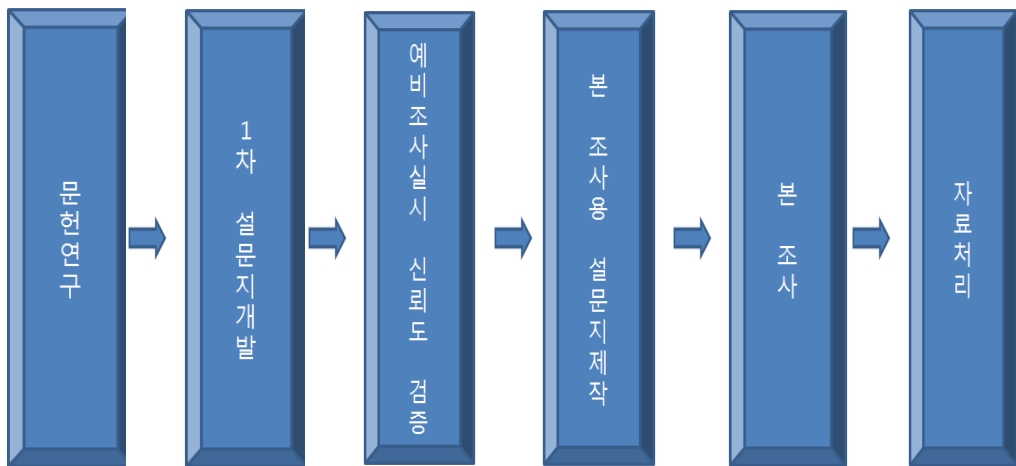 문헌연구
1차 설문지개발
예비조사실시 신뢰도 검증
본 조사용 설문지제작
본 조사
자료처리